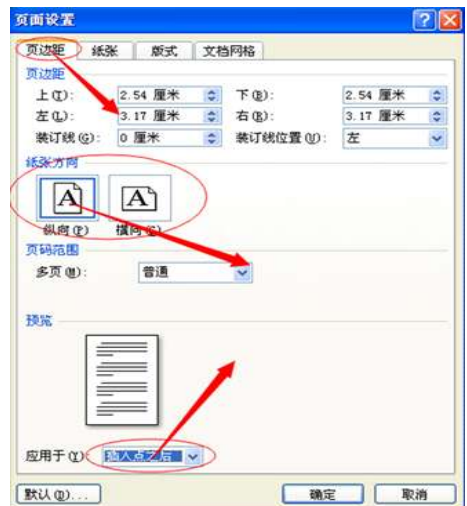 页面设置
页边距 纸张 版式 文档网格
页边距
上(T): 2.54 厘米 下(B): 2.54 厘米
左(L): 3.17 厘米 右(R): 3.17 厘米
装订线(G): 0 厘米 装订线位置(U): 左
纸张方向
A A
纵向(P) 横向(S)
页码范围
多页(M): 普通
预览
应用于(Y): 插入点之后
默认(D)... 确定 取消